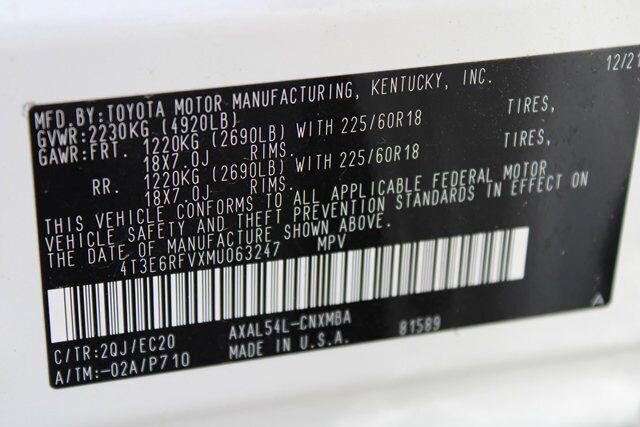 MFD.BY:TOYOTA MOTOR MANUFACTURING, KENTUCKY, INC. 12/21
GVWR:2230KG (4920LB)
GAWR:FRT. 1220KG (2690LB) WITH 225/60R18 TIRES,
18X7.0J RIMS.
RR. 1220KG (2690LB) WITH 225/60R18 TIRES,
18X7.0J RIMS.
THIS VEHICLE CONFORMS TO ALL APPLICABLE FEDERAL MOTOR
VEHICLE SAFETY AND THEFT PREVENTION STANDARDS IN EFFECT ON
THE DATE OF MANUFACTURE SHOWN ABOVE.
4T3E6RFVXMU063247 MPV
C/TR:2QJ/EC20 AXAL54L-CNXMBA
A/TM:-02A/P710 MADE IN U.S.A. 81589